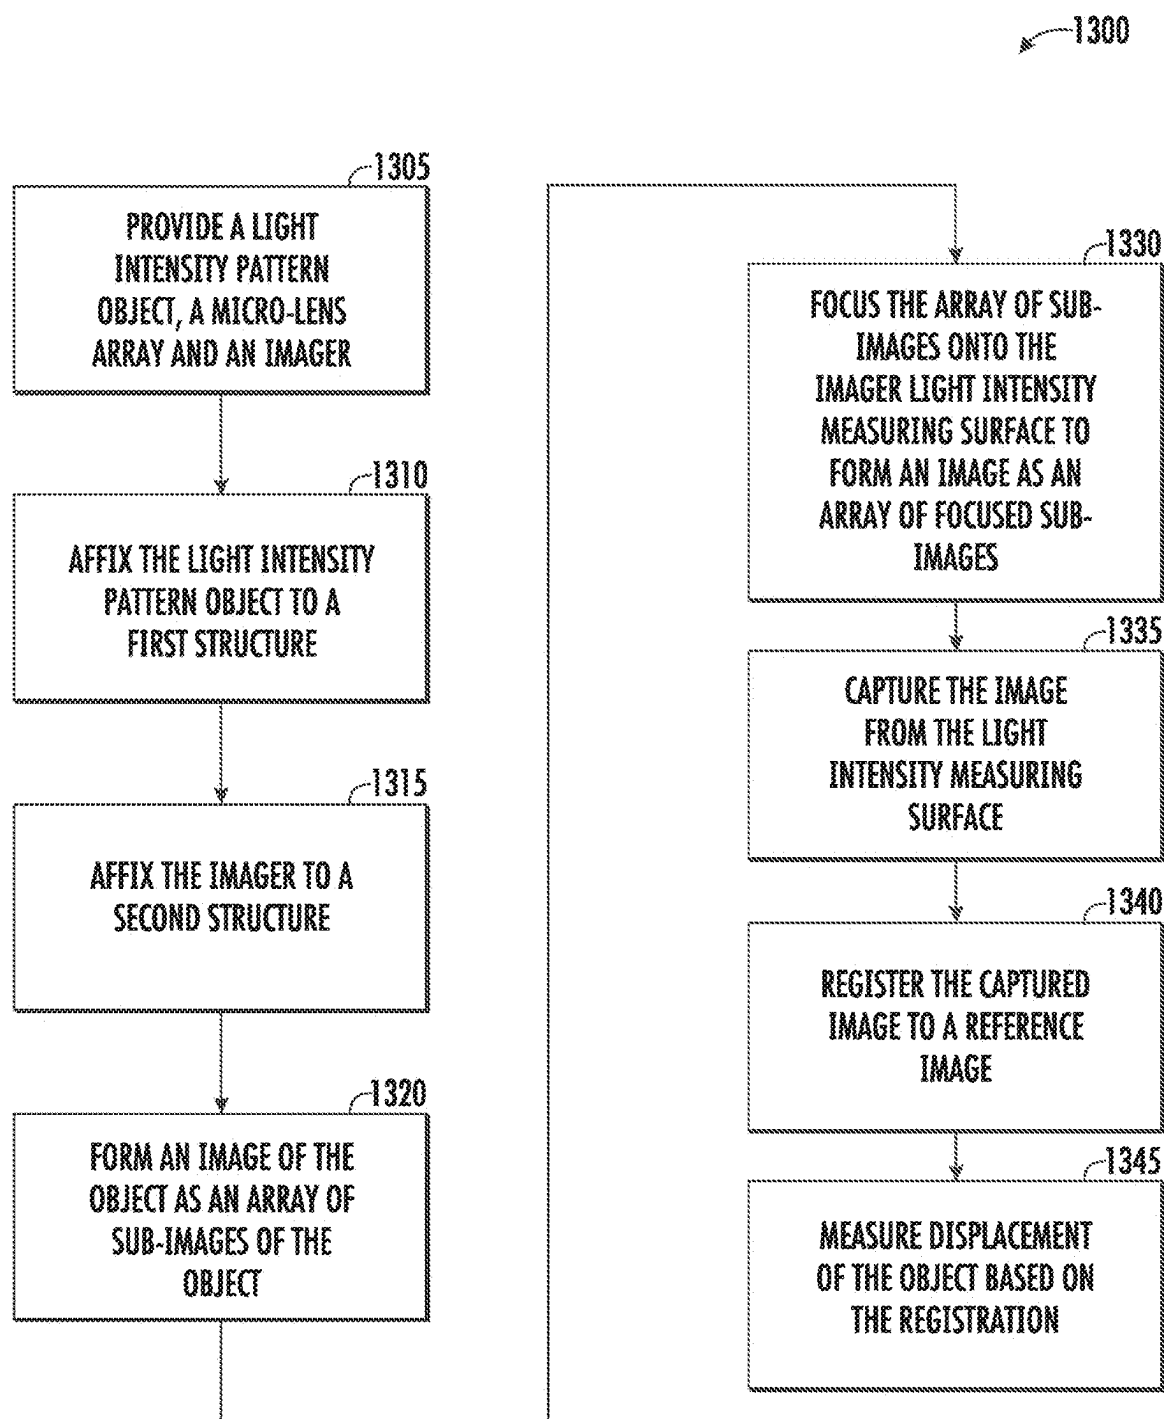 1300
1305
PROVIDE A LIGHT
INTENSITY PATTERN
OBJECT, A MICRO-LENS
ARRAY AND AN IMAGER
1310
AFFIX THE LIGHT INTENSITY
PATTERN OBJECT TO A
FIRST STRUCTURE
1315
AFFIX THE IMAGER TO A
SECOND STRUCTURE
1320
FORM AN IMAGE OF THE
OBJECT AS AN ARRAY OF
SUB-IMAGES OF THE
OBJECT
1330
FOCUS THE ARRAY OF SUB-
IMAGES ONTO THE
IMAGER LIGHT INTENSITY
MEASURING SURFACE TO
FORM AN IMAGE AS AN
ARRAY OF FOCUSED SUB-
IMAGES
1335
CAPTURE THE IMAGE
FROM THE LIGHT
INTENSITY MEASURING
SURFACE
1340
REGISTER THE CAPTURED
IMAGE TO A REFERENCE
IMAGE
1345
MEASURE DISPLACEMENT
OF THE OBJECT BASED ON
THE REGISTRATION